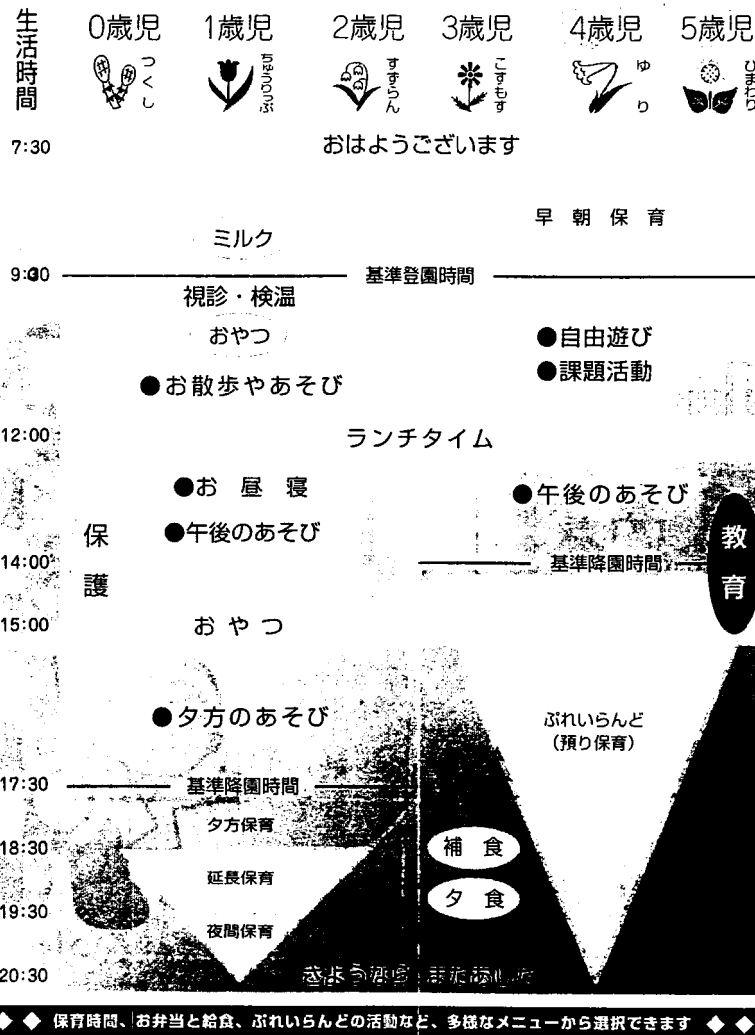 生活時間
0歳児 1歳児 2歳児 3歳児 4歳児 5歳児
つくし ちゅうりっぷ すずらん こすもす ゆり ひまわり
7:30 おはようございます
早朝保育
ミルク
9:30 基準登園時間
視診・検温
おやつ
●自由遊び
●課題活動
●お散歩やあそび
12:00 ランチタイム
●お昼寝
●午後のあそび
●午後のあそび
保護
教育
14:00 基準降園時間
15:00 おやつ
●夕方のあそび
ぷれいらんど
(預り保育)
17:30 基準降園時間
夕方保育
18:30 補食
延長保育
19:30 夕食
夜間保育
20:30 さようなら またあした
◆ ◆ 保育時間、お弁当と給食、ぷれいらんどの活動など、多様なメニューから選択できます ◆ ◆